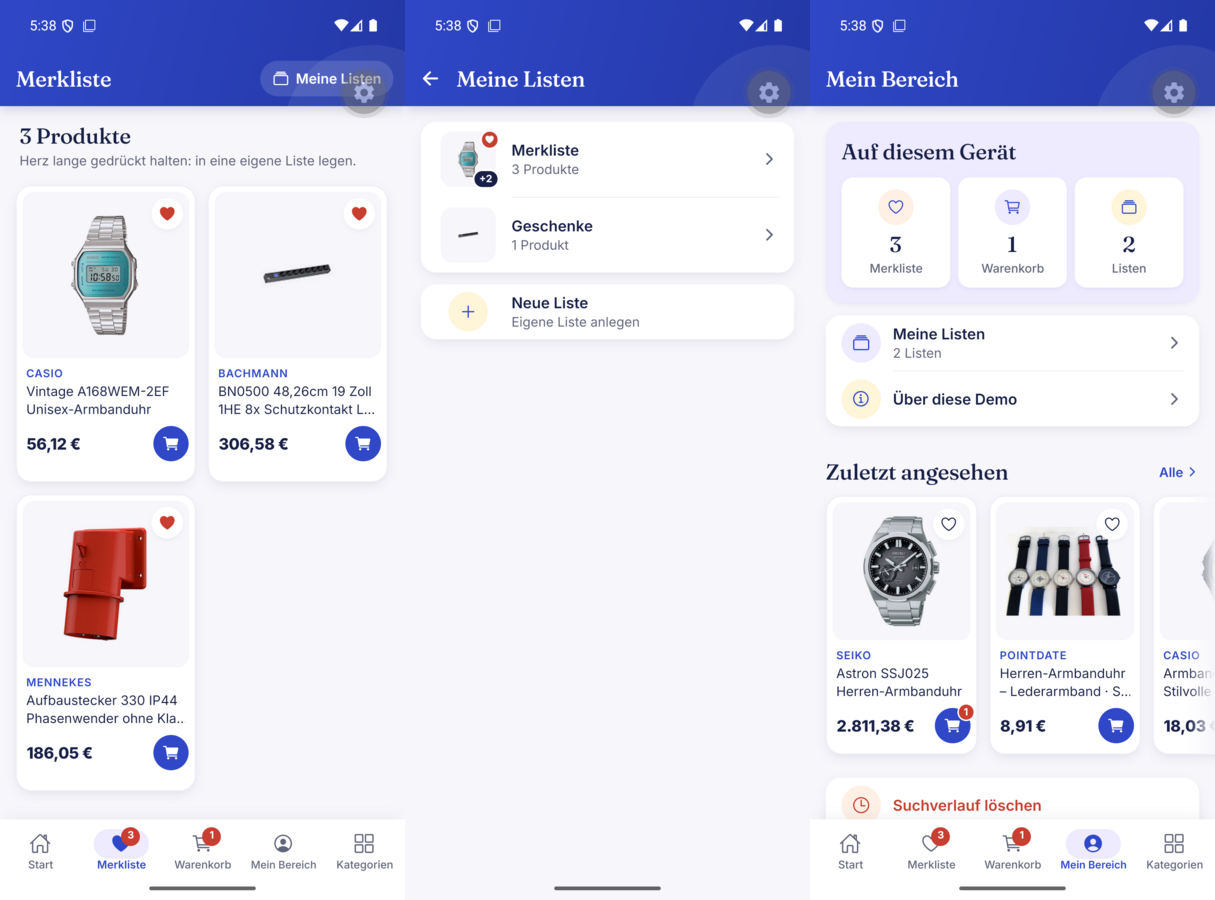 5:38
Merkliste
Meine Listen
3 Produkte
Herz lange gedrückt halten: in eine eigene Liste legen.
CASIO
Vintage A168WEM-2EF
Unisex-Armbanduhr
56,12 €
BACHMANN
BN0500 48,26cm 19 Zoll
1HE 8x Schutzkontakt L...
306,58 €
MENNEKES
Aufbaustecker 330 IP44
Phasenwender ohne Kla..
186,05 €
Start
3
Merkliste
1
Warenkorb
Mein Bereich
Kategorien
5:38
Meine Listen
Merkliste
3 Produkte
+2
Geschenke
1 Produkt
Neue Liste
Eigene Liste anlegen
5:38
Mein Bereich
Auf diesem Gerät
3
Merkliste
1
Warenkorb
2
Listen
Meine Listen
2 Listen
Über diese Demo
Zuletzt angesehen
Alle
SEIKO
Astron SSJ025
Herren-Armbanduhr
2.811,38 €
1
POINTDATE
Herren-Armbanduhr
– Lederarmband · S...
8,91 €
CASIO
Armban
Stilvolle
18,03
Suchverlauf löschen
Start
3
Merkliste
1
Warenkorb
Mein Bereich
Kategorien